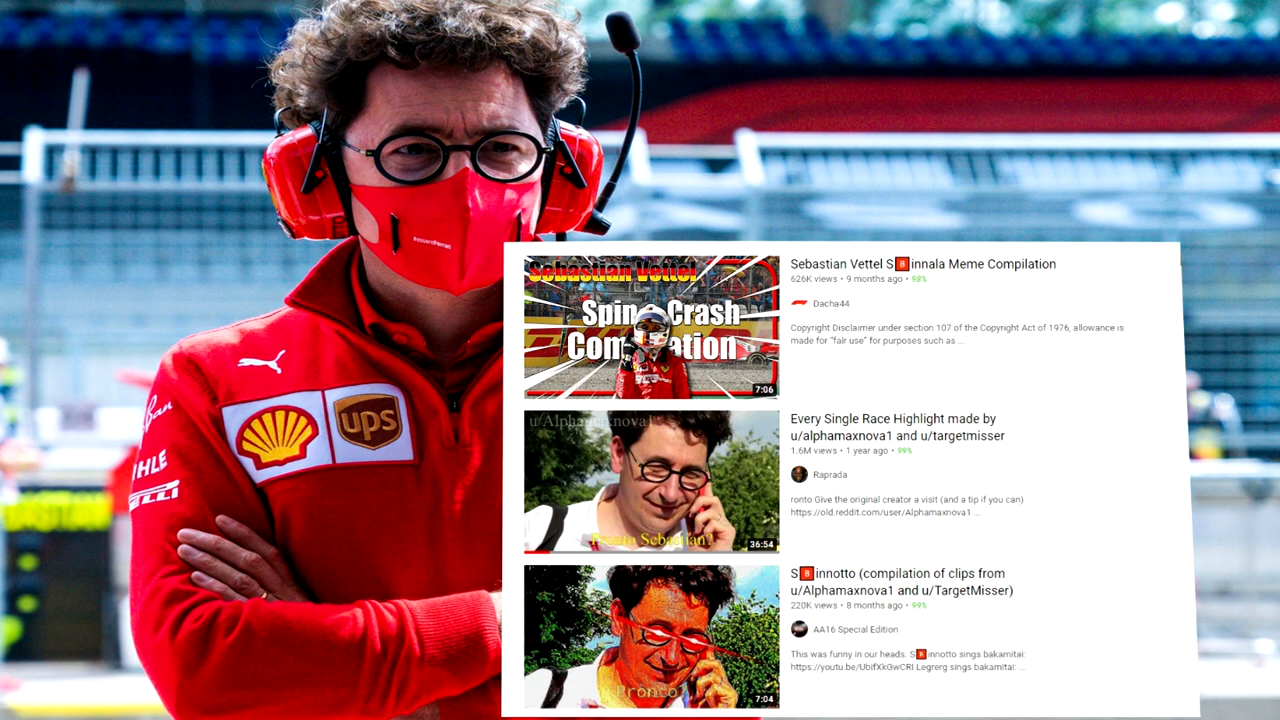 essereFerrari
ups
Ban
HLE
PIRELLI
Sebastian Vettel
Spin & Crash
Compilation
7:06
Sebastian Vettel S🅱innala Meme Compilation
626K views • 9 months ago • 98%
Dacha44
Copyright Disclaimer under section 107 of the Copyright Act of 1976, allowance is
made for "fair use" for purposes such as ...
u/Alphamaxnova1
Pronto Sebastian?
36:54
Every Single Race Highlight made by
u/alphamaxnova1 and u/targetmisser
1.6M views • 1 year ago • 99%
Raprada
ronto Give the original creator a visit (and a tip if you can)
https://old.reddit.com/user/Alphamaxnova1 ...
Pronto?
7:04
S🅱innotto (compilation of clips from
u/Alphamaxnova1 and u/TargetMisser)
220K views • 8 months ago • 99%
AA16 Special Edition
This was funny in our heads. S🅱innotto sings bakamitai:
https://youtu.be/UbifXkGwCRI Legrerg sings bakamitai: ...